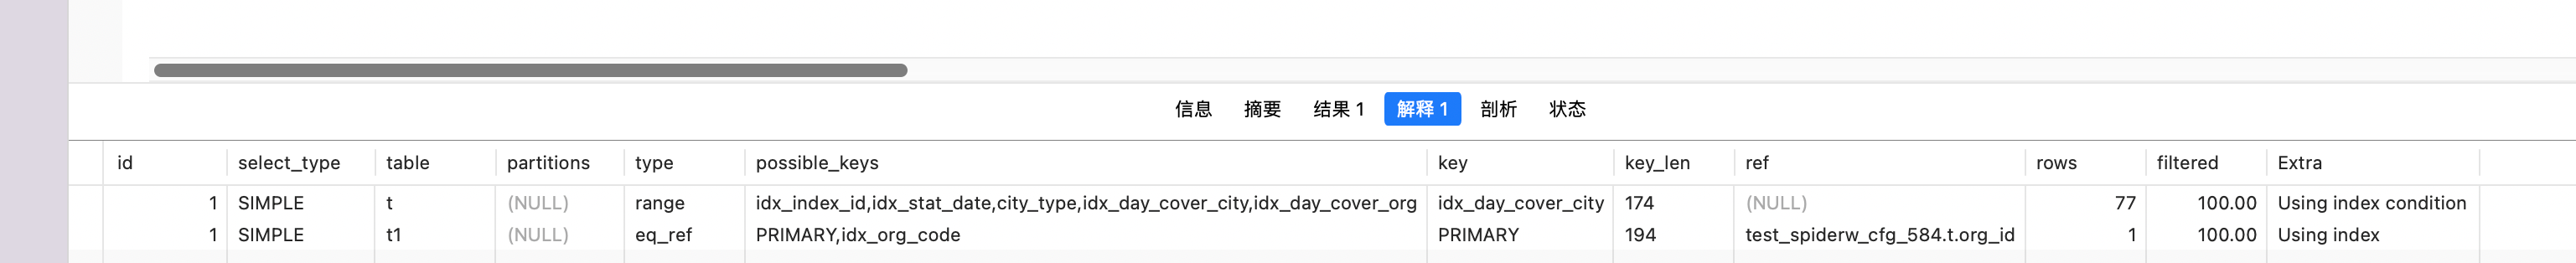 信息 摘要 结果 1 解释 1 剖析 状态
id select_type table partitions type possible_keys key key_len ref rows filtered Extra
1 SIMPLE t (NULL) range idx_index_id,idx_stat_date,city_type,idx_day_cover_city,idx_day_cover_org idx_day_cover_city 174 (NULL) 77 100.00 Using index condition
1 SIMPLE t1 (NULL) eq_ref PRIMARY,idx_org_code PRIMARY 194 test_spiderw_cfg_584.t.org_id 1 100.00 Using index